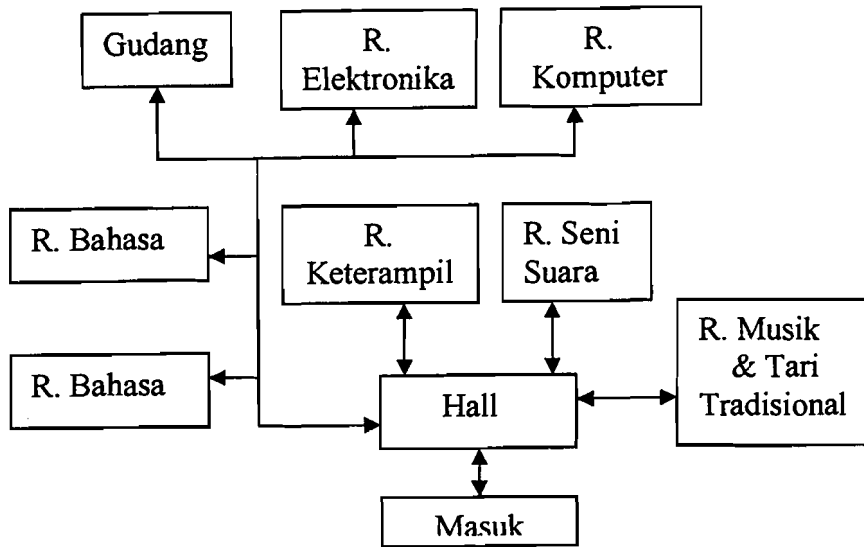 Gudang
R.
Elektronika
R.
Komputer
R. Bahasa
R.
Keterampil
R. Seni
Suara
R. Musik
& Tari
Tradisional
R. Bahasa
Hall
Masuk